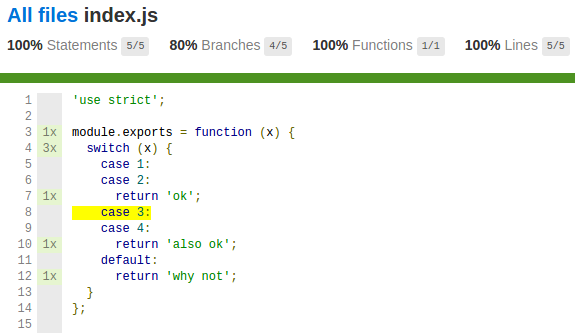 All files index.js
100% Statements 5/5 80% Branches 4/5 100% Functions 1/1 100% Lines 5/5
1 'use strict';
2
3 1x module.exports = function (x) {
4 3x   switch (x) {
5     case 1:
6     case 2:
7 1x       return 'ok';
8     case 3:
9     case 4:
10 1x       return 'also ok';
11     default:
12 1x       return 'why not';
13   }
14 };
15